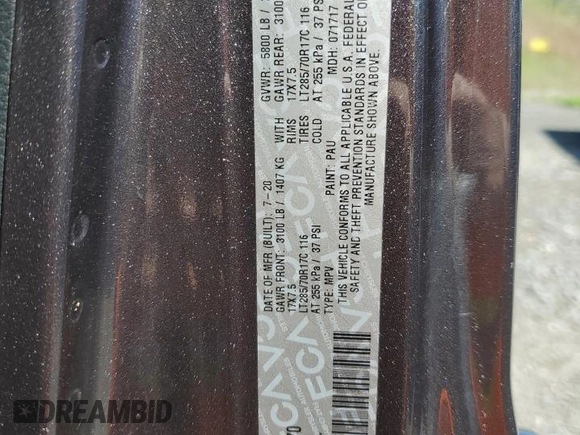 DATE OF MFR (BUILT): 7-20 GVWR: 5800 LB /
GAWR FRONT: 3100 LB / 1407 KG WITH GAWR REAR: 3100
17X7.5 RIMS 17X7.5
LT285/70R17C 116 TIRES LT285/70R17C 116
AT 255 kPa / 37 PSI COLD AT 255 kPa / 37 PSI
TYPE: MPV PAINT: PAU MDH: 071717
THIS VEHICLE CONFORMS TO ALL APPLICABLE U.S.A. FEDERAL
SAFETY AND THEFT PREVENTION STANDARDS IN EFFECT
MANUFACTURE SHOWN ABOVE.
DREAMBID